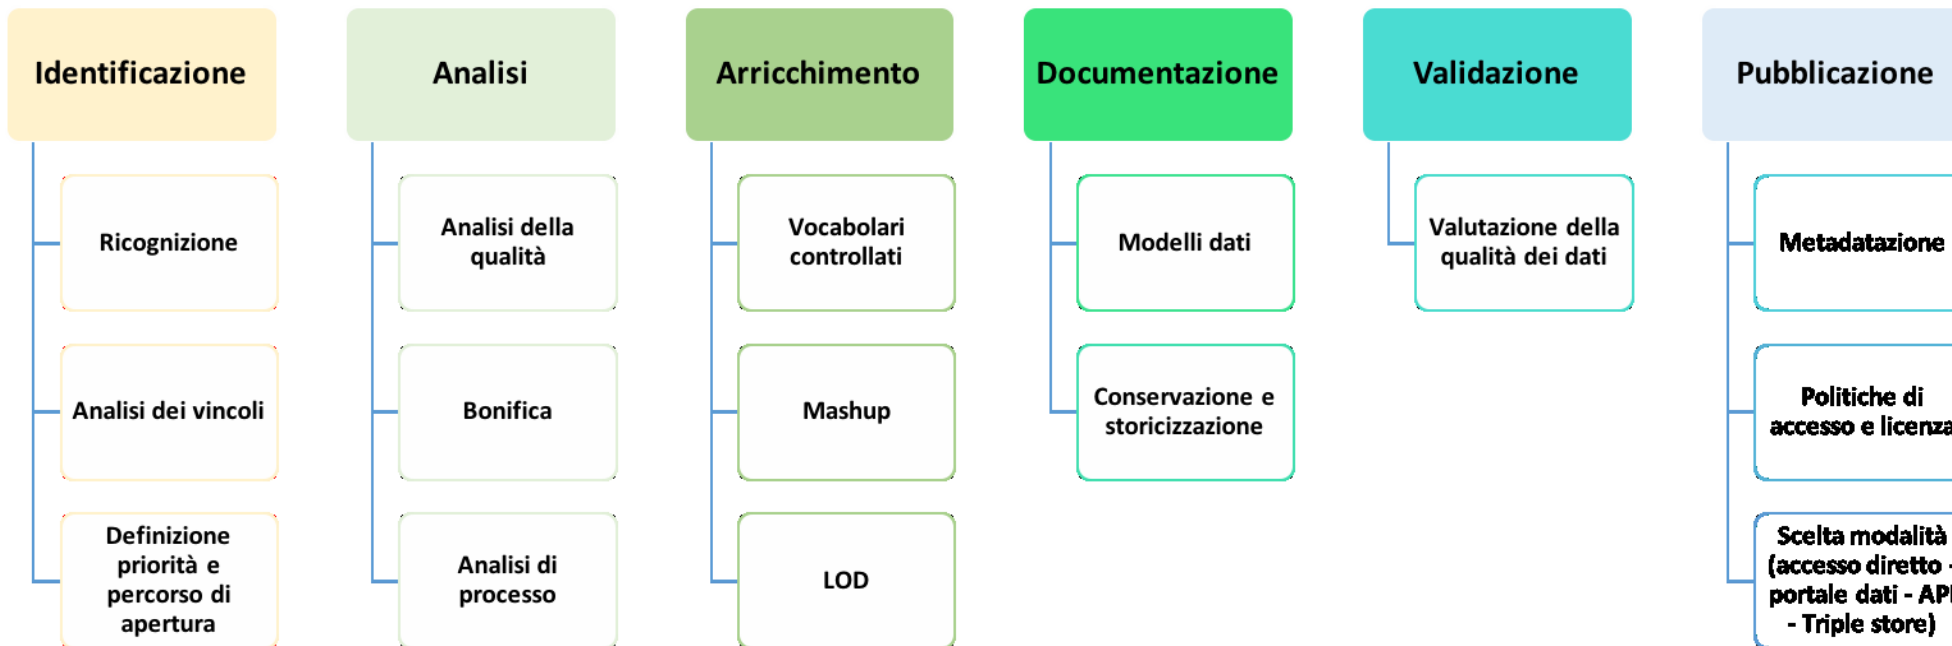 Identificazione
Ricognizione
Analisi dei vincoli
Definizione
priorità e
percorso di
apertura
Analisi
Analisi della
qualità
Bonifica
Analisi di
processo
Arricchimento
Vocabolari
controllati
Mashup
LOD
Documentazione
Modelli dati
Conservazione e
storicizzazione
Validazione
Valutazione della
qualità dei dati
Pubblicazione
Metadatazione
Politiche di
accesso e licenza
Scelta modalità
(accesso diretto -
portale dati - API
- Triple store)